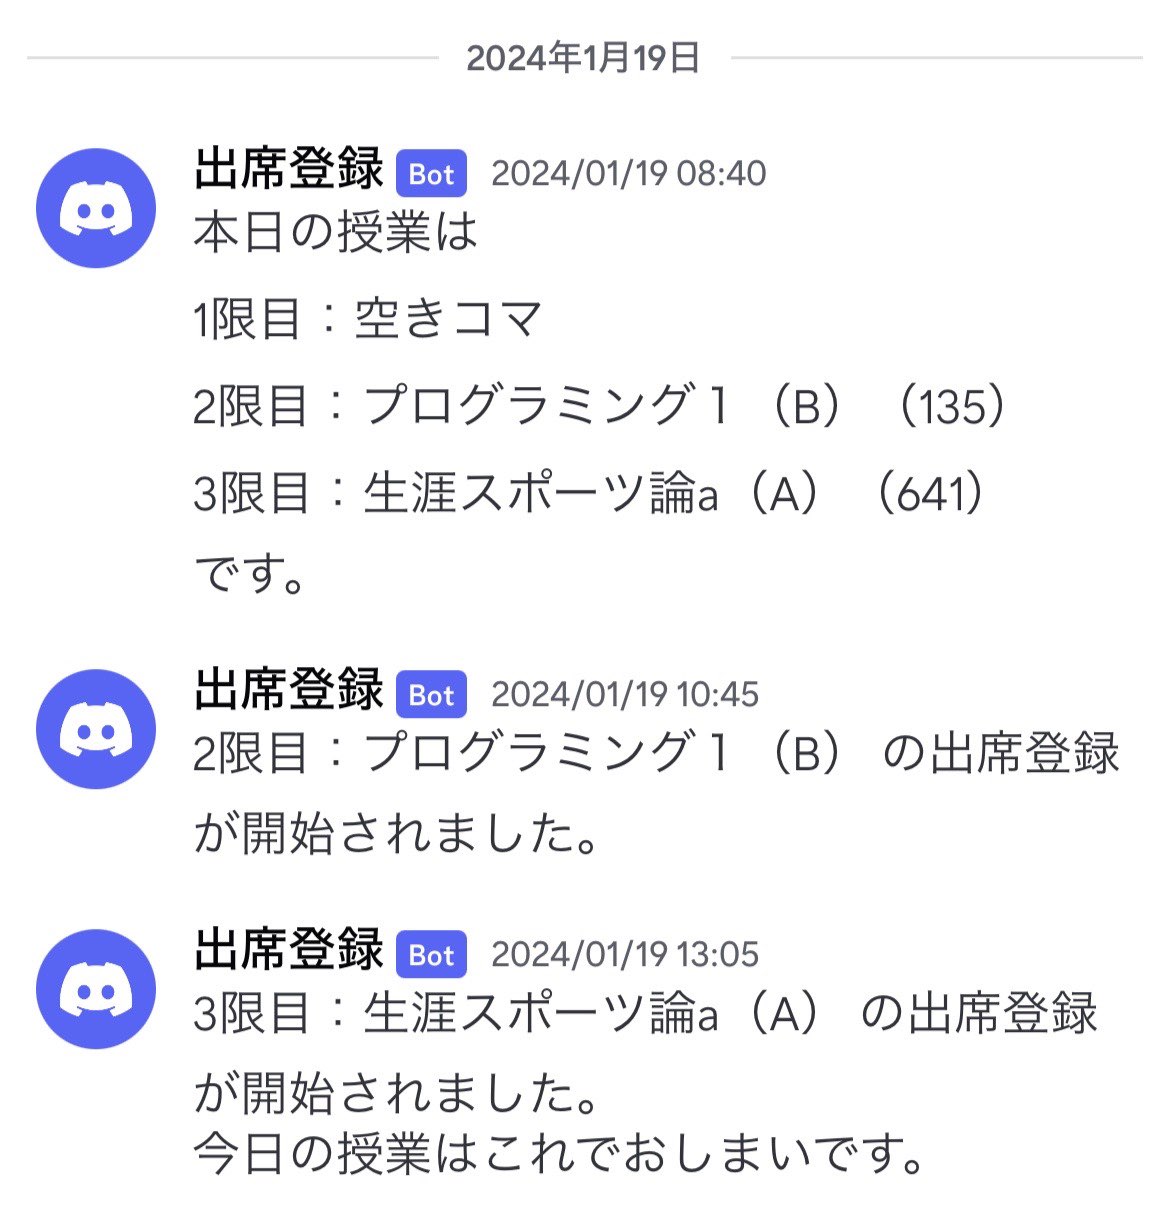 2024年1月19日
出席登録 Bot 2024/01/19 08:40
本日の授業は
1限目：空きコマ
2限目：プログラミング１（B）（135）
3限目：生涯スポーツ論a（A）（641）
です。
出席登録 Bot 2024/01/19 10:45
2限目：プログラミング１（B） の出席登録
が開始されました。
出席登録 Bot 2024/01/19 13:05
3限目：生涯スポーツ論a（A） の出席登録
が開始されました。
今日の授業はこれでおしまいです。